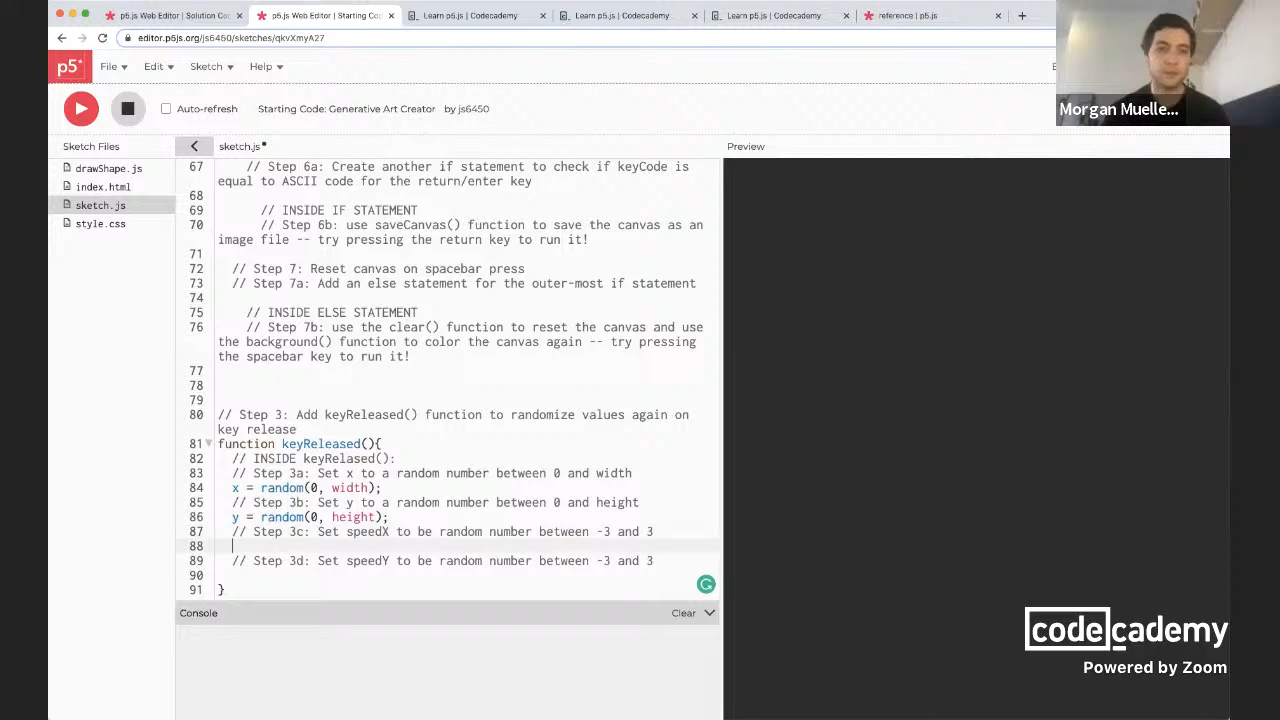 p5.js Web Editor | Solution Co
p5.js Web Editor | Starting Co
Learn p5.js | Codecademy
Learn p5.js | Codecademy
Learn p5.js | Codecademy
reference | p5.js
editor.p5js.org/js6450/sketches/qkvXmyA27
p5*
File
Edit
Sketch
Help
Auto-refresh
Starting Code: Generative Art Creator by js6450
Morgan Muelle...
Sketch Files
sketch.js
Preview
drawShape.js
index.html
sketch.js
style.css
67 // Step 6a: Create another if statement to check if keyCode is
equal to ASCII code for the return/enter key
68
69 // INSIDE IF STATEMENT
70 // Step 6b: use saveCanvas() function to save the canvas as an
image file -- try pressing the return key to run it!
71
72 // Step 7: Reset canvas on spacebar press
73 // Step 7a: Add an else statement for the outer-most if statement
74
75 // INSIDE ELSE STATEMENT
76 // Step 7b: use the clear() function to reset the canvas and use
the background() function to color the canvas again -- try pressing
the spacebar key to run it!
77
78
79
80 // Step 3: Add keyReleased() function to randomize values again on
key release
81 function keyReleased(){
82 // INSIDE keyRelased():
83 // Step 3a: Set x to a random number between 0 and width
84 x = random(0, width);
85 // Step 3b: Set y to a random number between 0 and height
86 y = random(0, height);
87 // Step 3c: Set speedX to be random number between -3 and 3
88
89 // Step 3d: Set speedY to be random number between -3 and 3
90
91 }
Console
Clear
codecademy
Powered by Zoom